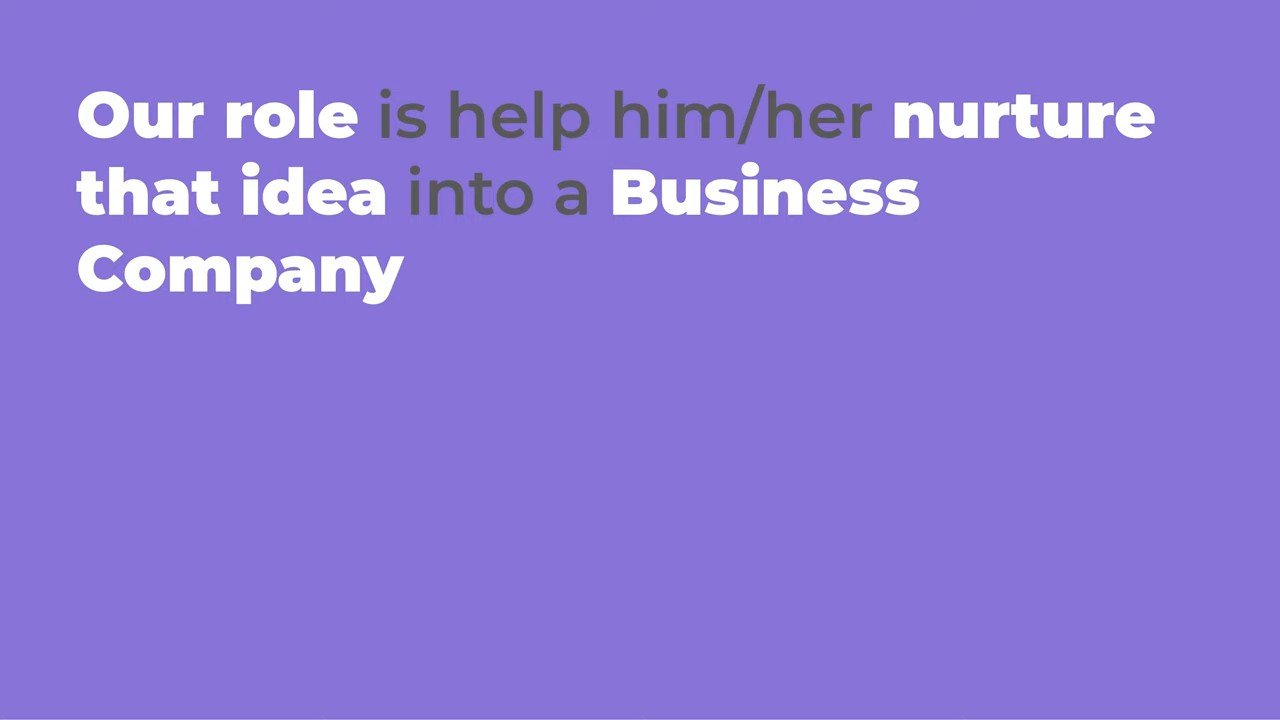 Our role is help him/her nurture
that idea into a Business
Company